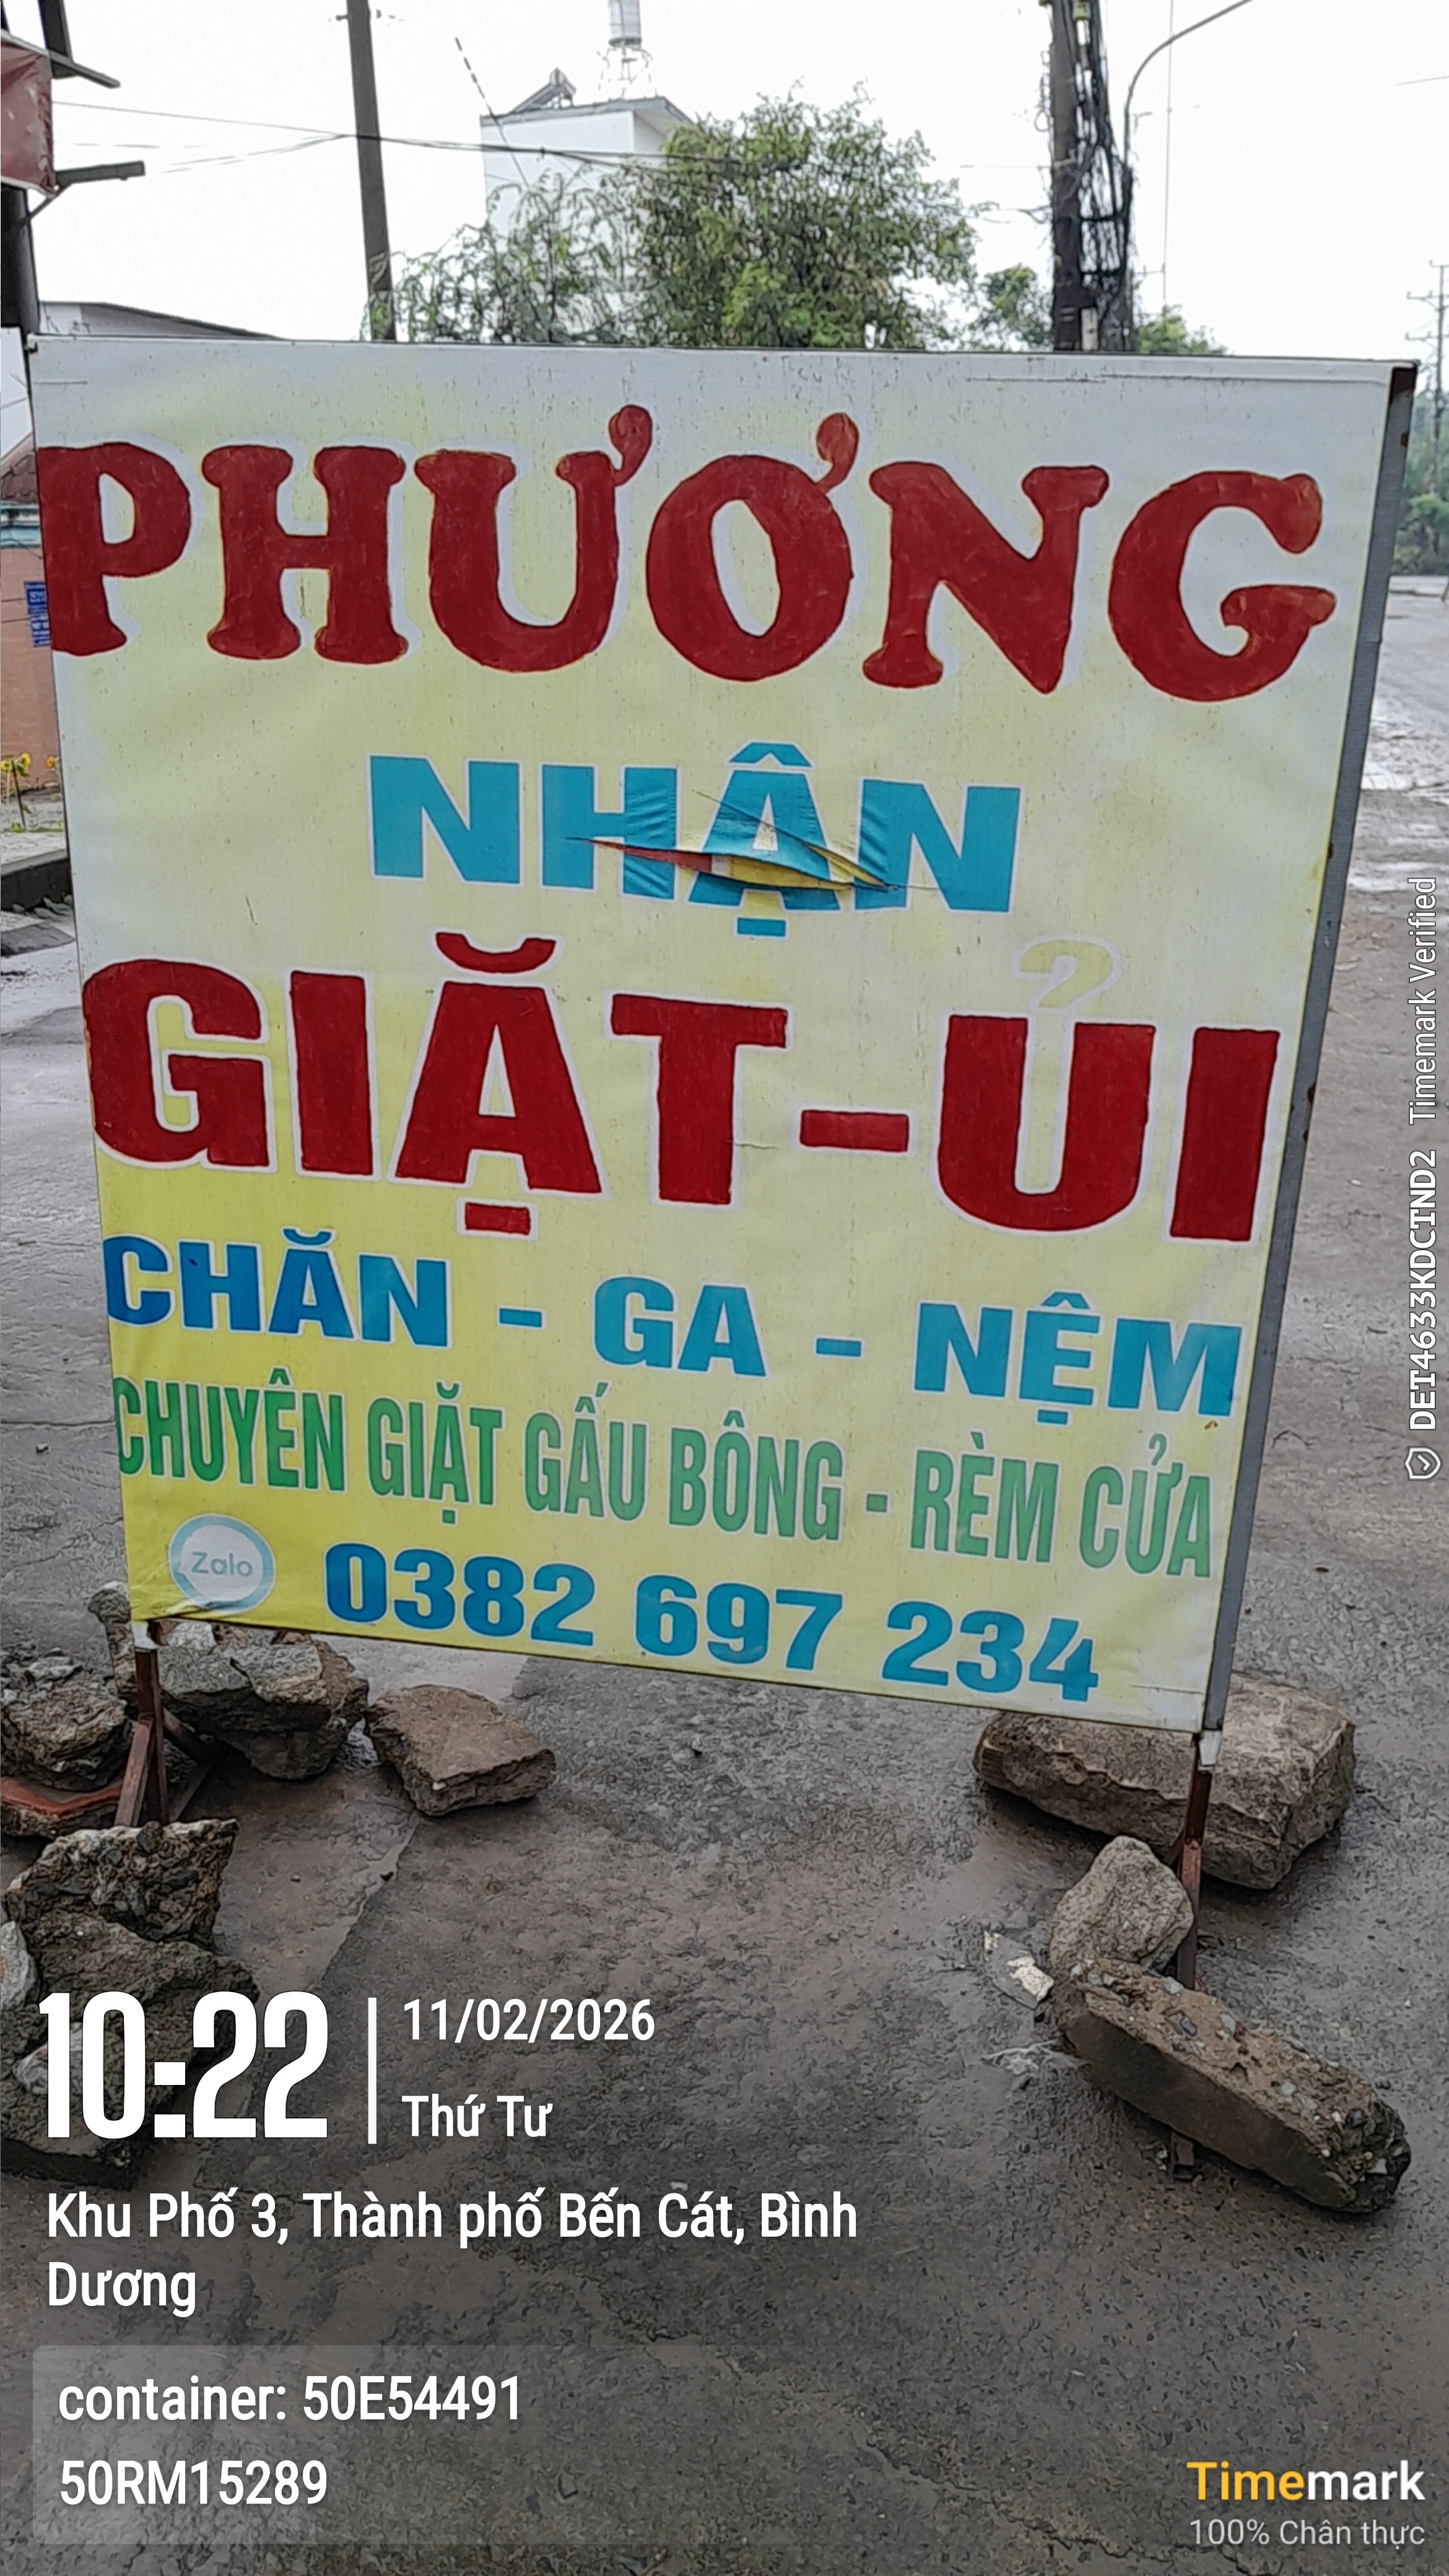 PHƯƠNG
NHẬN
GIẶT-ỦI
CHĂN - GA - NỆM
CHUYÊN GIẶT GẤU BÔNG - RÈM CỬA
Zalo 0382 697 234
10:22
11/02/2026
Thứ Tư
Khu Phố 3, Thành phố Bến Cát, Bình
Dương
container: 50E54491
50RM15289
Timemark
100% Chân thực
DET4633KDCTND2 Timemark Verified